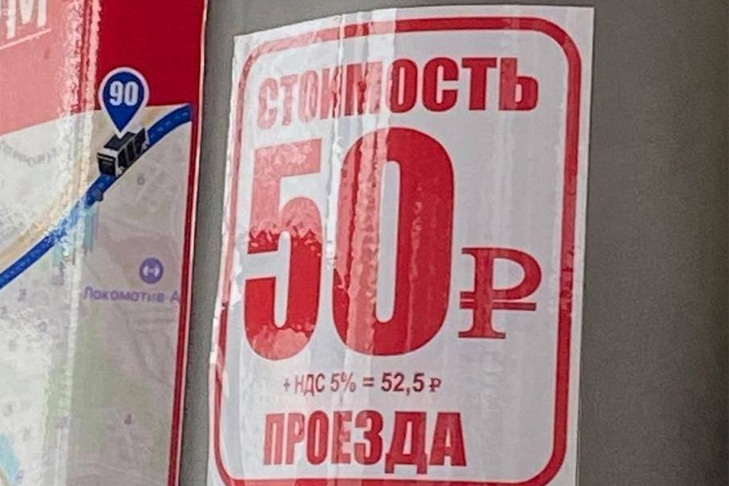 90
Локомотив А
СТОИМОСТЬ
50₽
+ НДС 5% = 52,5₽
ПРОЕЗДА